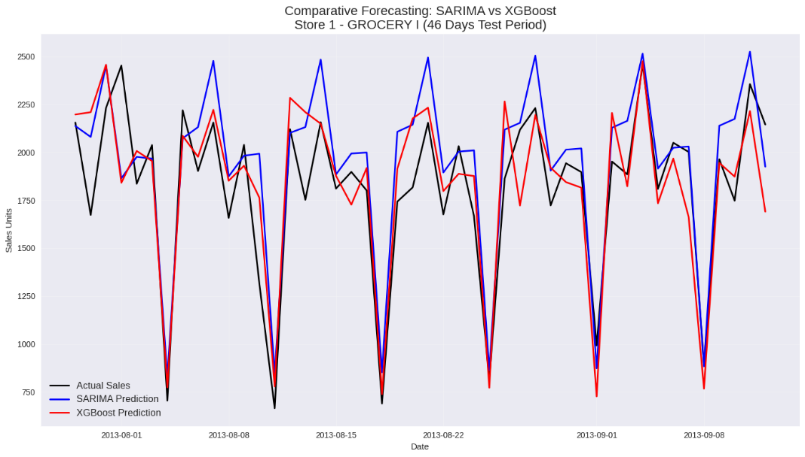 Comparative Forecasting: SARIMA vs XGBoost
Store 1 - GROCERY I (46 Days Test Period)
Sales Units
2500
2250
2000
1750
1500
1250
1000
750
Actual Sales
SARIMA Prediction
XGBoost Prediction
2013-08-01 2013-08-08 2013-08-15 2013-08-22 2013-09-01 2013-09-08
Date